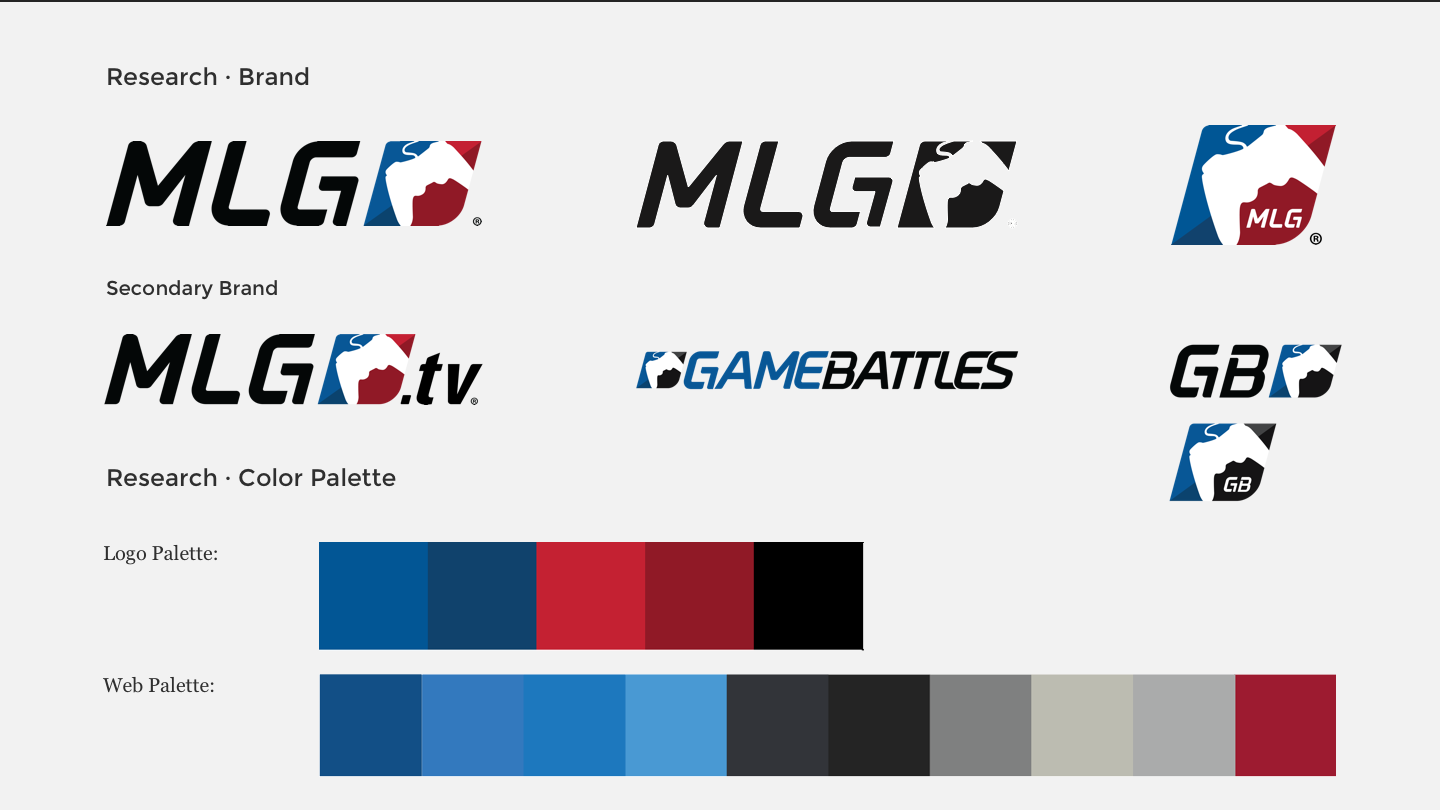 Research · Brand
MLG ®
MLG
MLG ®
Secondary Brand
MLG.tv®
GAMEBATTLES
GB
GB
Research · Color Palette
Logo Palette:
Web Palette: